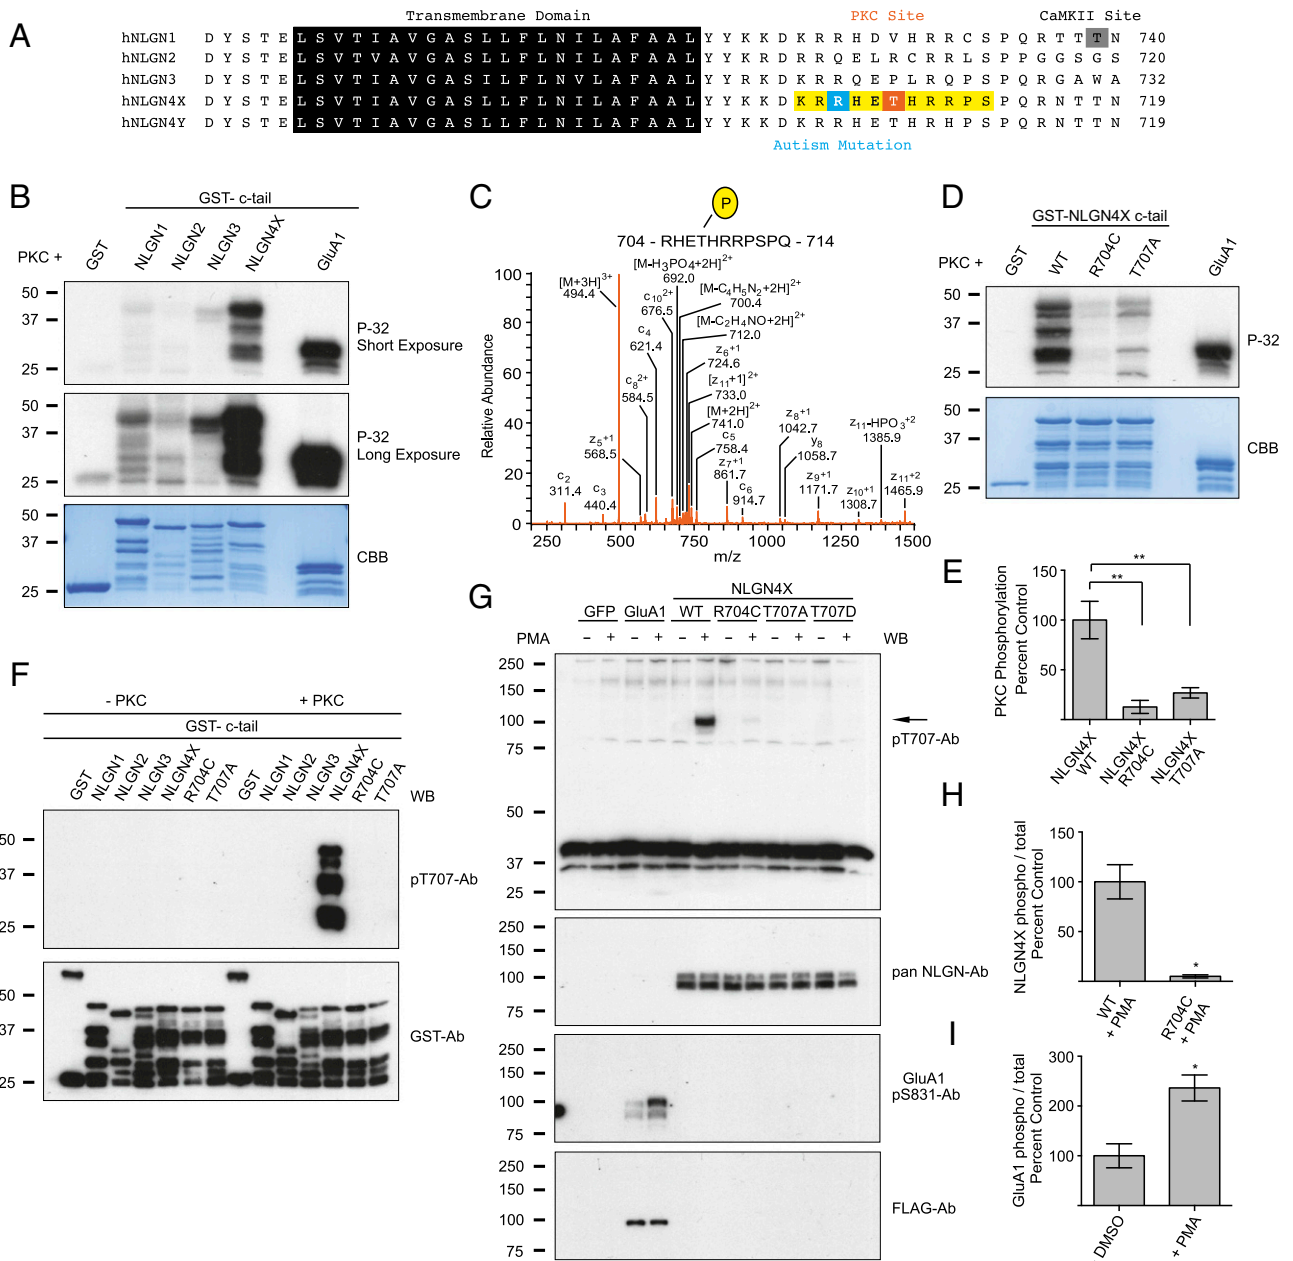 A
Transmembrane Domain PKC Site CaMKII Site
hNLGN1 D Y S T E L S V T I A V G A S L L F L N I L A F A A L Y Y K K D K R R H D V H R R C S P Q R T T T N 740
hNLGN2 D Y S T E L S V T V A V G A S L L F L N I L A F A A L Y Y K R D R R Q E L R C R R L S P P G G S G S 720
hNLGN3 D Y S T E L S V T I A V G A S I L F L N V L A F A A L Y Y R K D K R R Q E P L R Q P S P Q R G A W A 732
hNLGN4X D Y S T E L S V T I A V G A S L L F L N I L A F A A L Y Y K K D K R R H E T H R R P S P Q R N T T N 719
hNLGN4Y D Y S T E L S V T I A V G A S L L F L N I L A F A A L Y Y K K D K R R H E T H R H P S P Q R N T T N 719
Autism Mutation
B
GST- c-tail
PKC +
GST
NLGN1
NLGN2
NLGN3
NLGN4X
GluA1
50
37
25
P-32
Short Exposure
50
37
25
P-32
Long Exposure
50
37
25
CBB
C
P
704 - RHETHRRPSPQ - 714
Relative Abundance
100
80
60
40
20
0
250 500 750 1000 1250 1500
m/z
[M+3H]3+
494.4
[M-H3PO4+2H]2+
692.0
[M-C4H5N2+2H]2+
700.4
[M-C2H4NO+2H]2+
712.0
c10 2+
676.5
c4
621.4
c8 2+
584.5
z5+1
568.5
c2
311.4
c3
440.4
z6+1
724.6
[z11+1]2+
733.0
[M+2H]2+
741.0
c5
758.4
z7+1
861.7
c6
914.7
z8+1
1042.7
y8
1058.7
z9+1
1171.7
z10+1
1308.7
z11-HPO3+2
1385.9
z11+2
1465.9
D
GST-NLGN4X c-tail
PKC +
GST
WT
R704C
T707A
GluA1
50
37
25
P-32
50
37
25
CBB
E
PKC Phosphorylation
Percent Control
150
100
50
**
**
NLGN4X
WT
NLGN4X
R704C
NLGN4X
T707A
F
- PKC + PKC
GST- c-tail
GST
NLGN1
NLGN2
NLGN3
NLGN4X
R704C
T707A
GST
NLGN1
NLGN2
NLGN3
NLGN4X
R704C
T707A
WB
50
37
25
pT707-Ab
50
37
25
GST-Ab
G
NLGN4X
GFP GluA1 WT R704C T707A T707D
PMA - + - + - + - + - + - + WB
250
150
100
75
50
37
25
pT707-Ab
250
150
100
75
pan NLGN-Ab
250
150
100
75
GluA1
pS831-Ab
250
150
100
75
FLAG-Ab
H
NLGN4X phospho / total
Percent Control
150
100
50
*
WT
+ PMA
R704C
+ PMA
I
GluA1 phospho / total
Percent Control
300
200
100
*
DMSO
+ PMA